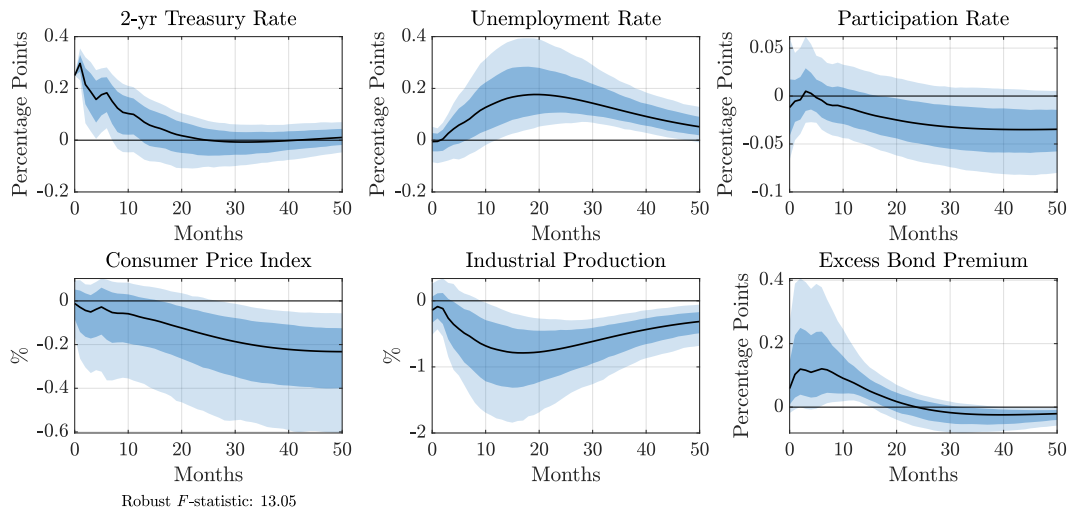 2-yr Treasury Rate
Percentage Points
0.4
0.2
0
-0.2
0 10 20 30 40 50
Months
Unemployment Rate
Percentage Points
0.4
0.2
0
-0.2
0 10 20 30 40 50
Months
Participation Rate
Percentage Points
0.05
0
-0.05
-0.1
0 10 20 30 40 50
Months
Consumer Price Index
%
0
-0.2
-0.4
-0.6
0 10 20 30 40 50
Months
Industrial Production
%
0
-1
-2
0 10 20 30 40 50
Months
Excess Bond Premium
Percentage Points
0.4
0.2
0
0 10 20 30 40 50
Months
Robust F-statistic: 13.05